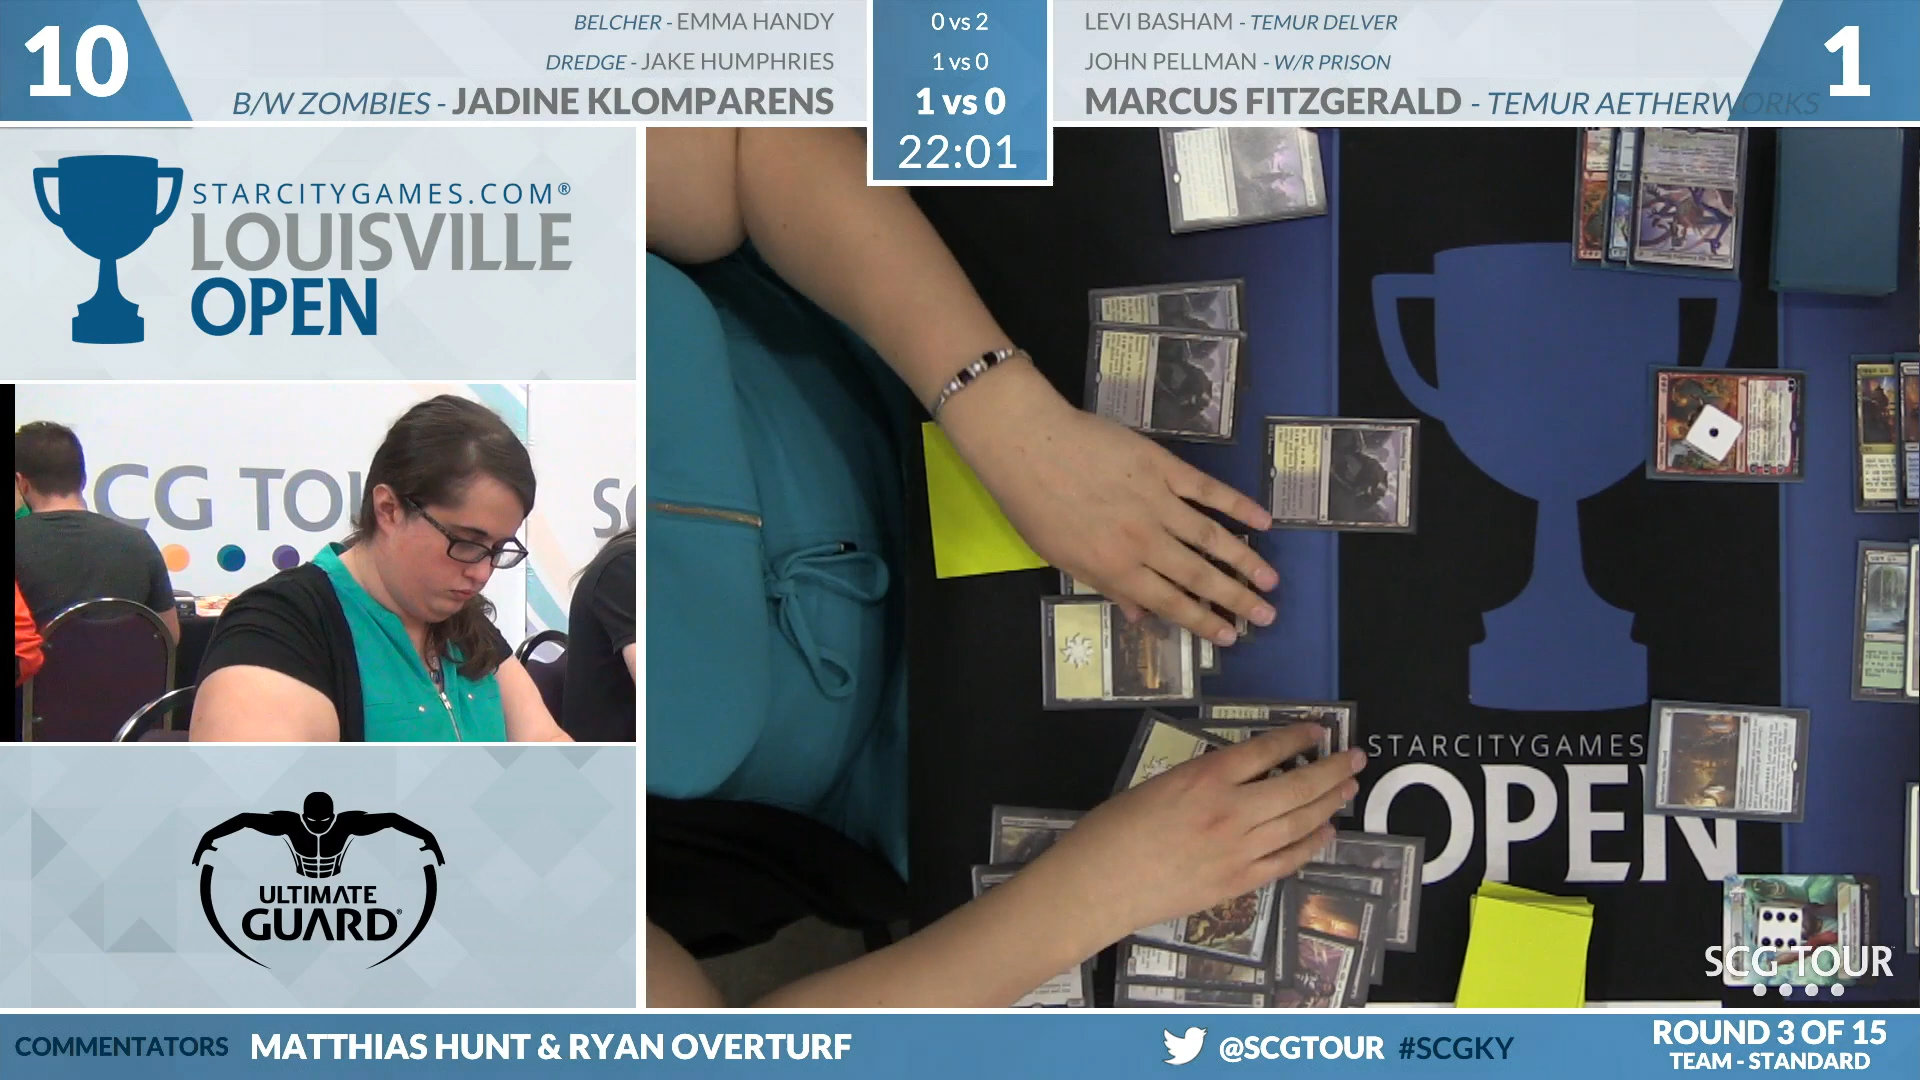 10
BELCHER - EMMA HANDY
DREDGE - JAKE HUMPHRIES
B/W ZOMBIES - JADINE KLOMPARENS
0 vs 2
1 vs 0
1 vs 0
22:01
LEVI BASHAM - TEMUR DELVER
JOHN PELLMAN - W/R PRISON
MARCUS FITZGERALD - TEMUR AETHERWORKS
1
STARCITYGAMES.COM®
LOUISVILLE
OPEN
CG TOU
SC
ULTIMATE
GUARD®
STARCITYGAMES
OPEN
SCG TOUR
COMMENTATORS MATTHIAS HUNT & RYAN OVERTURF
@SCGTOUR #SCGKY
ROUND 3 OF 15
TEAM - STANDARD